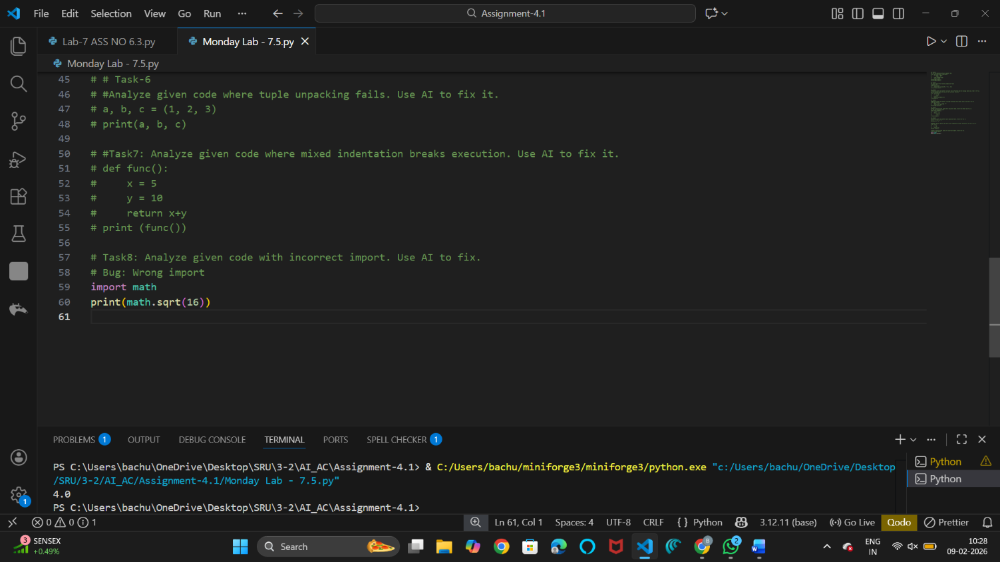 File Edit Selection View Go Run ··· Assignment-4.1
Lab-7 ASS NO 6.3.py Monday Lab - 7.5.py
Monday Lab - 7.5.py
45 # # Task-6
46 # #Analyze given code where tuple unpacking fails. Use AI to fix it.
47 # a, b, c = (1, 2, 3)
48 # print(a, b, c)
49
50 # #Task7: Analyze given code where mixed indentation breaks execution. Use AI to fix it.
51 # def func():
52 #     x = 5
53 #     y = 10
54 #     return x+y
55 # print (func())
56
57 # Task8: Analyze given code with incorrect import. Use AI to fix.
58 # Bug: Wrong import
59 import math
60 print(math.sqrt(16))
61
PROBLEMS 1 OUTPUT DEBUG CONSOLE TERMINAL PORTS SPELL CHECKER 1
PS C:\Users\bachu\OneDrive\Desktop\SRU\3-2\AI_AC\Assignment-4.1> & C:/Users/bachu/miniforge3/miniforge3/python.exe "c:/Users/bachu/OneDrive/Desktop
/SRU/3-2/AI_AC/Assignment-4.1/Monday Lab - 7.5.py"
4.0
PS C:\Users\bachu\OneDrive\Desktop\SRU\3-2\AI_AC\Assignment-4.1>
Python
Python
1
0 0 1 Ln 61, Col 1 Spaces: 4 UTF-8 CRLF { } Python 3.12.11 (base) Go Live Qodo Prettier
3 SENSEX
+0.49%
Search
B
2
ENG
IN
10:28
09-02-2026